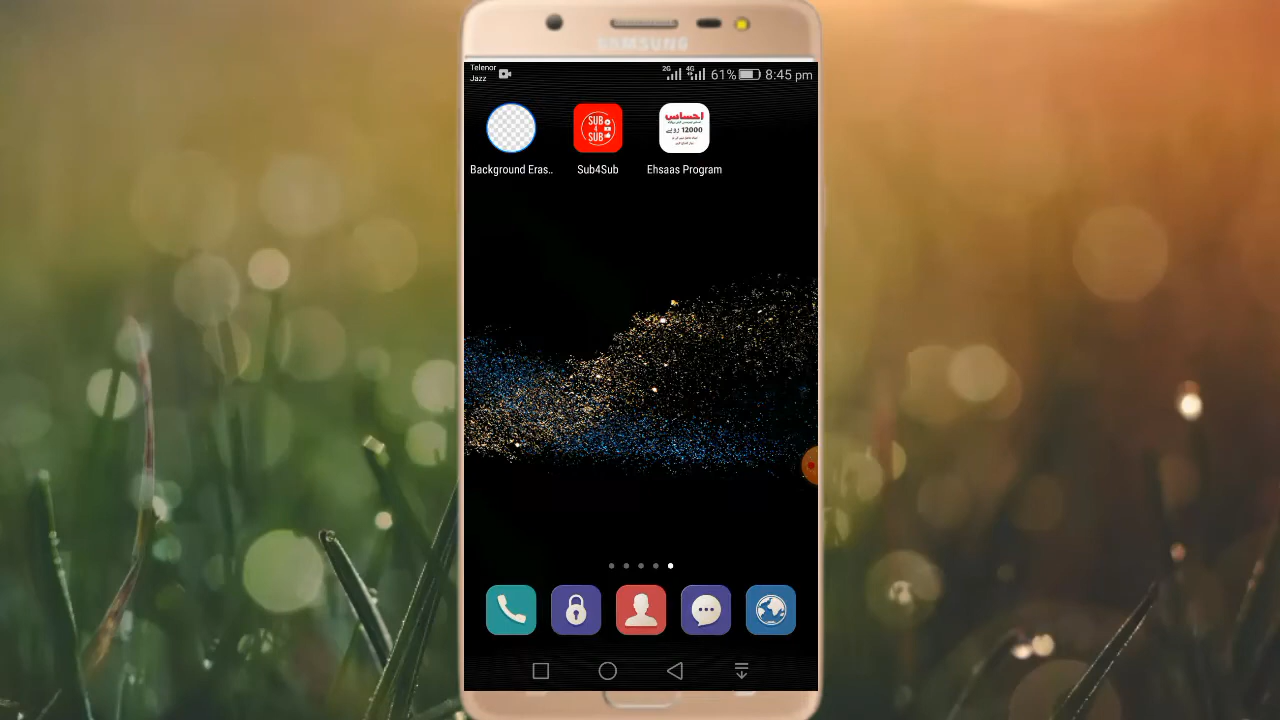 SAMSUNG
Telenor
Jazz
2G 4G 61% 8:45 pm
SUB
4
SUB
احساس
12000 روپے
Background Eras..
Sub4Sub
Ehsaas Program